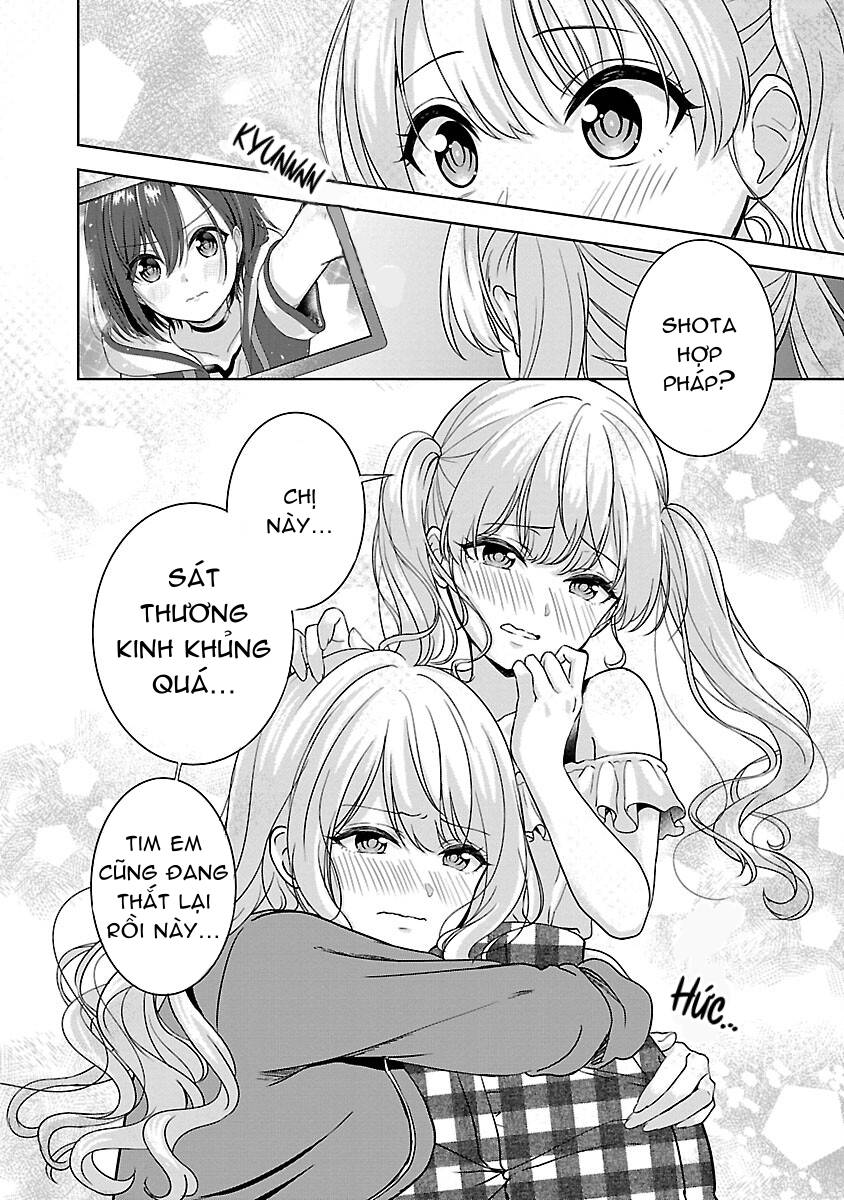 KYUNNNN
SHOTA
HỢP
PHÁP?
CHỊ
NÀY...
SÁT
THƯƠNG
KINH KHỦNG
QUÁ...
TIM EM
CŨNG ĐANG
THẮT LẠI
RỒI NÀY...
HỨC...